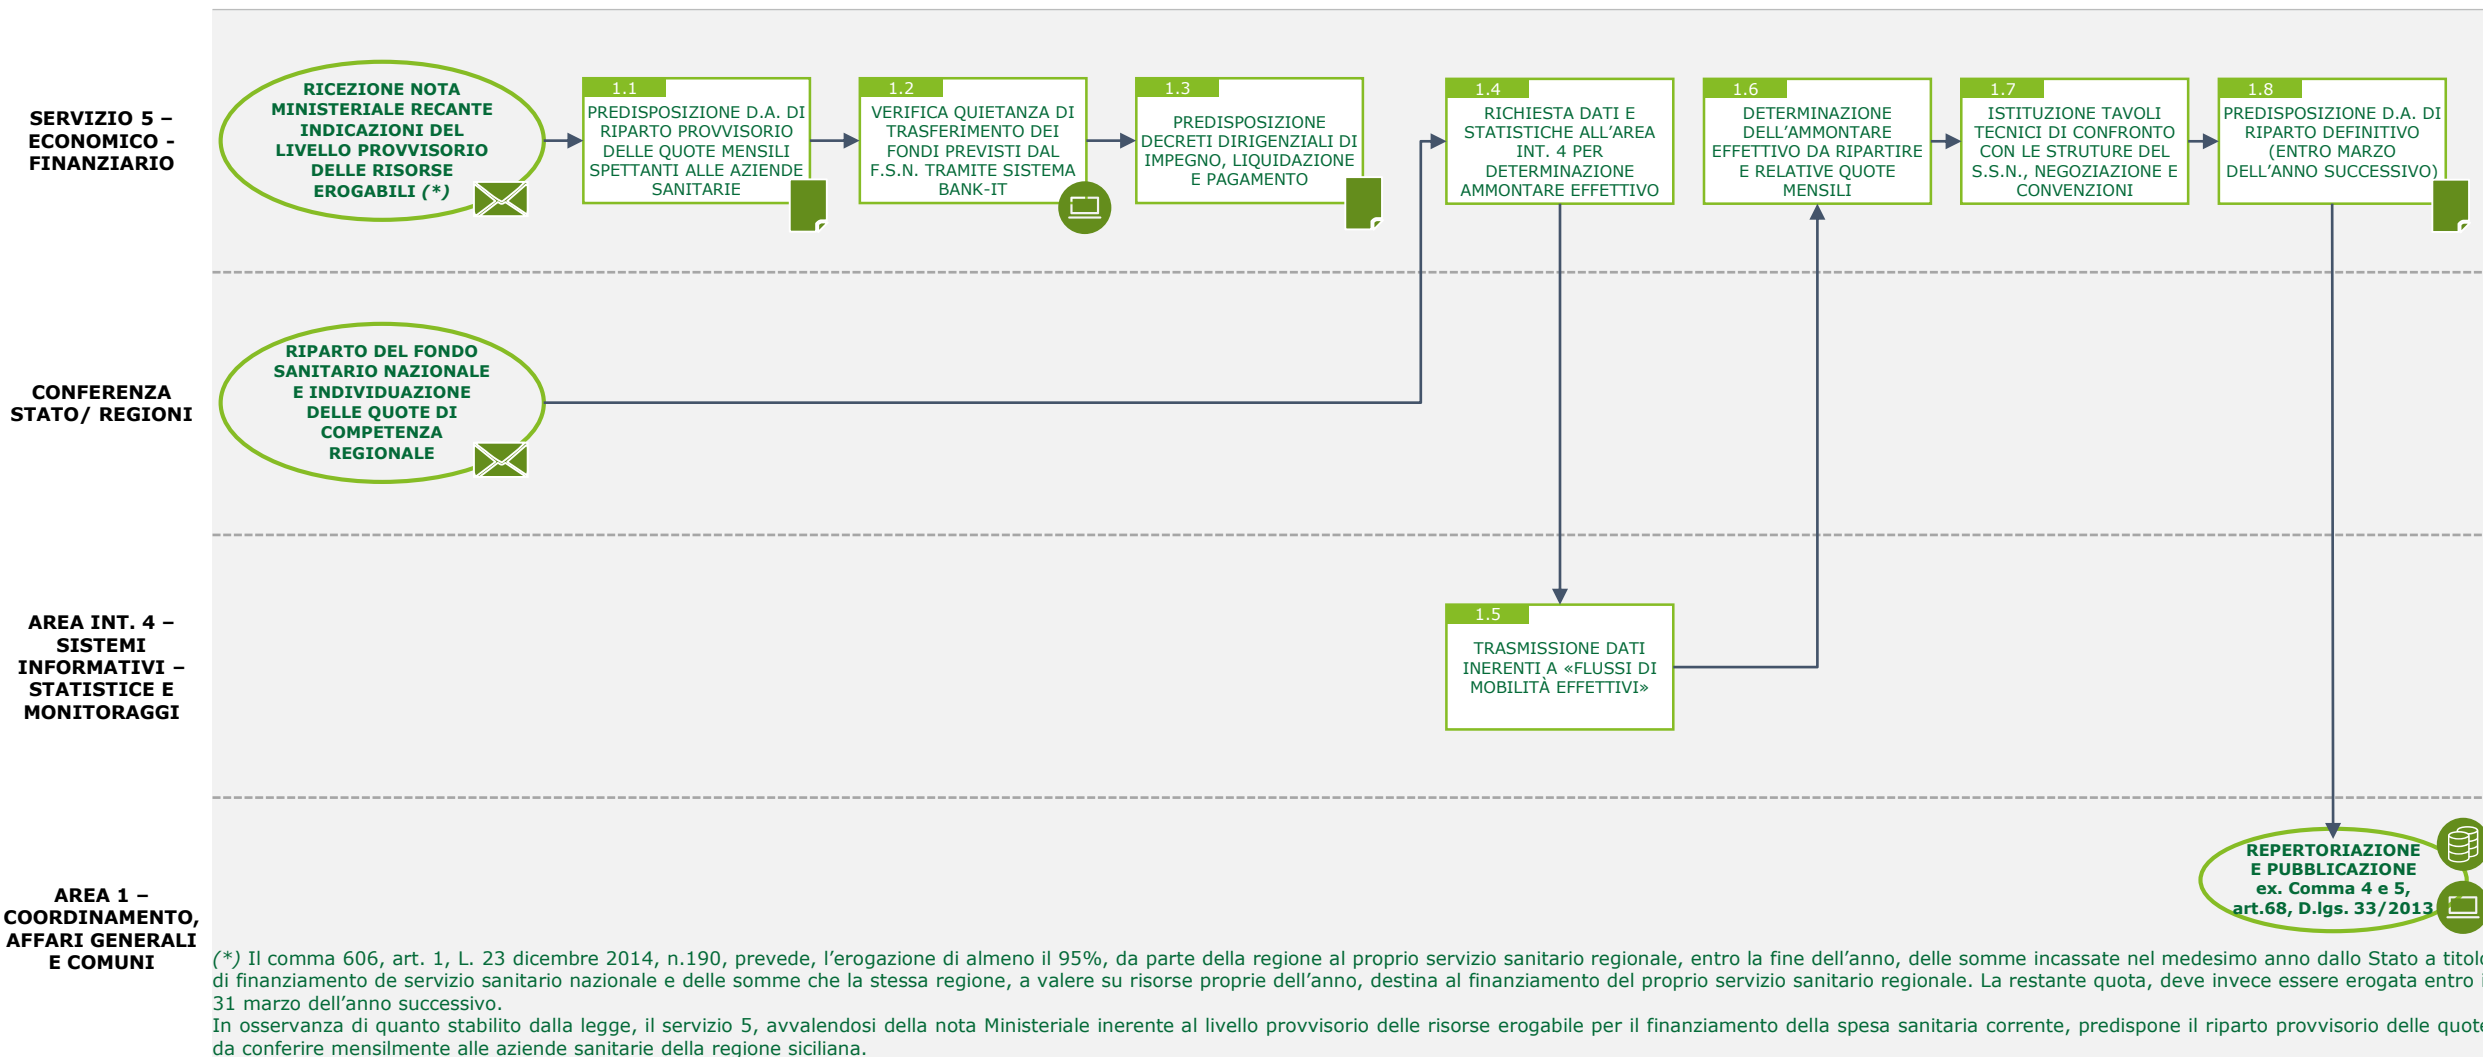 SERVIZIO 5 –
ECONOMICO -
FINANZIARIO
RICEZIONE NOTA
MINISTERIALE RECANTE
INDICAZIONI DEL
LIVELLO PROVVISORIO
DELLE RISORSE
EROGABILI (*)
1.1
PREDISPOSIZIONE D.A. DI
RIPARTO PROVVISORIO
DELLE QUOTE MENSILI
SPETTANTI ALLE AZIENDE
SANITARIE
1.2
VERIFICA QUIETANZA DI
TRASFERIMENTO DEI
FONDI PREVISTI DAL
F.S.N. TRAMITE SISTEMA
BANK-IT
1.3
PREDISPOSIZIONE
DECRETI DIRIGENZIALI DI
IMPEGNO, LIQUIDAZIONE
E PAGAMENTO
1.4
RICHIESTA DATI E
STATISTICHE ALL’AREA
INT. 4 PER
DETERMINAZIONE
AMMONTARE EFFETTIVO
1.6
DETERMINAZIONE
DELL’AMMONTARE
EFFETTIVO DA RIPARTIRE
E RELATIVE QUOTE
MENSILI
1.7
ISTITUZIONE TAVOLI
TECNICI DI CONFRONTO
CON LE STRUTURE DEL
S.S.N., NEGOZIAZIONE E
CONVENZIONI
1.8
PREDISPOSIZIONE D.A. DI
RIPARTO DEFINITIVO
(ENTRO MARZO
DELL’ANNO SUCCESSIVO)
CONFERENZA
STATO/ REGIONI
RIPARTO DEL FONDO
SANITARIO NAZIONALE
E INDIVIDUAZIONE
DELLE QUOTE DI
COMPETENZA
REGIONALE
AREA INT. 4 –
SISTEMI
INFORMATIVI –
STATISTICE E
MONITORAGGI
1.5
TRASMISSIONE DATI
INERENTI A «FLUSSI DI
MOBILITÀ EFFETTIVI»
AREA 1 –
COORDINAMENTO,
AFFARI GENERALI
E COMUNI
REPERTORIAZIONE
E PUBBLICAZIONE
ex. Comma 4 e 5,
art.68, D.lgs. 33/2013
(*) Il comma 606, art. 1, L. 23 dicembre 2014, n.190, prevede, l’erogazione di almeno il 95%, da parte della regione al proprio servizio sanitario regionale, entro la fine dell’anno, delle somme incassate nel medesimo anno dallo Stato a titolo
di finanziamento de servizio sanitario nazionale e delle somme che la stessa regione, a valere su risorse proprie dell’anno, destina al finanziamento del proprio servizio sanitario regionale. La restante quota, deve invece essere erogata entro i
31 marzo dell’anno successivo.
In osservanza di quanto stabilito dalla legge, il servizio 5, avvalendosi della nota Ministeriale inerente al livello provvisorio delle risorse erogabile per il finanziamento della spesa sanitaria corrente, predispone il riparto provvisorio delle quote
da conferire mensilmente alle aziende sanitarie della regione siciliana.